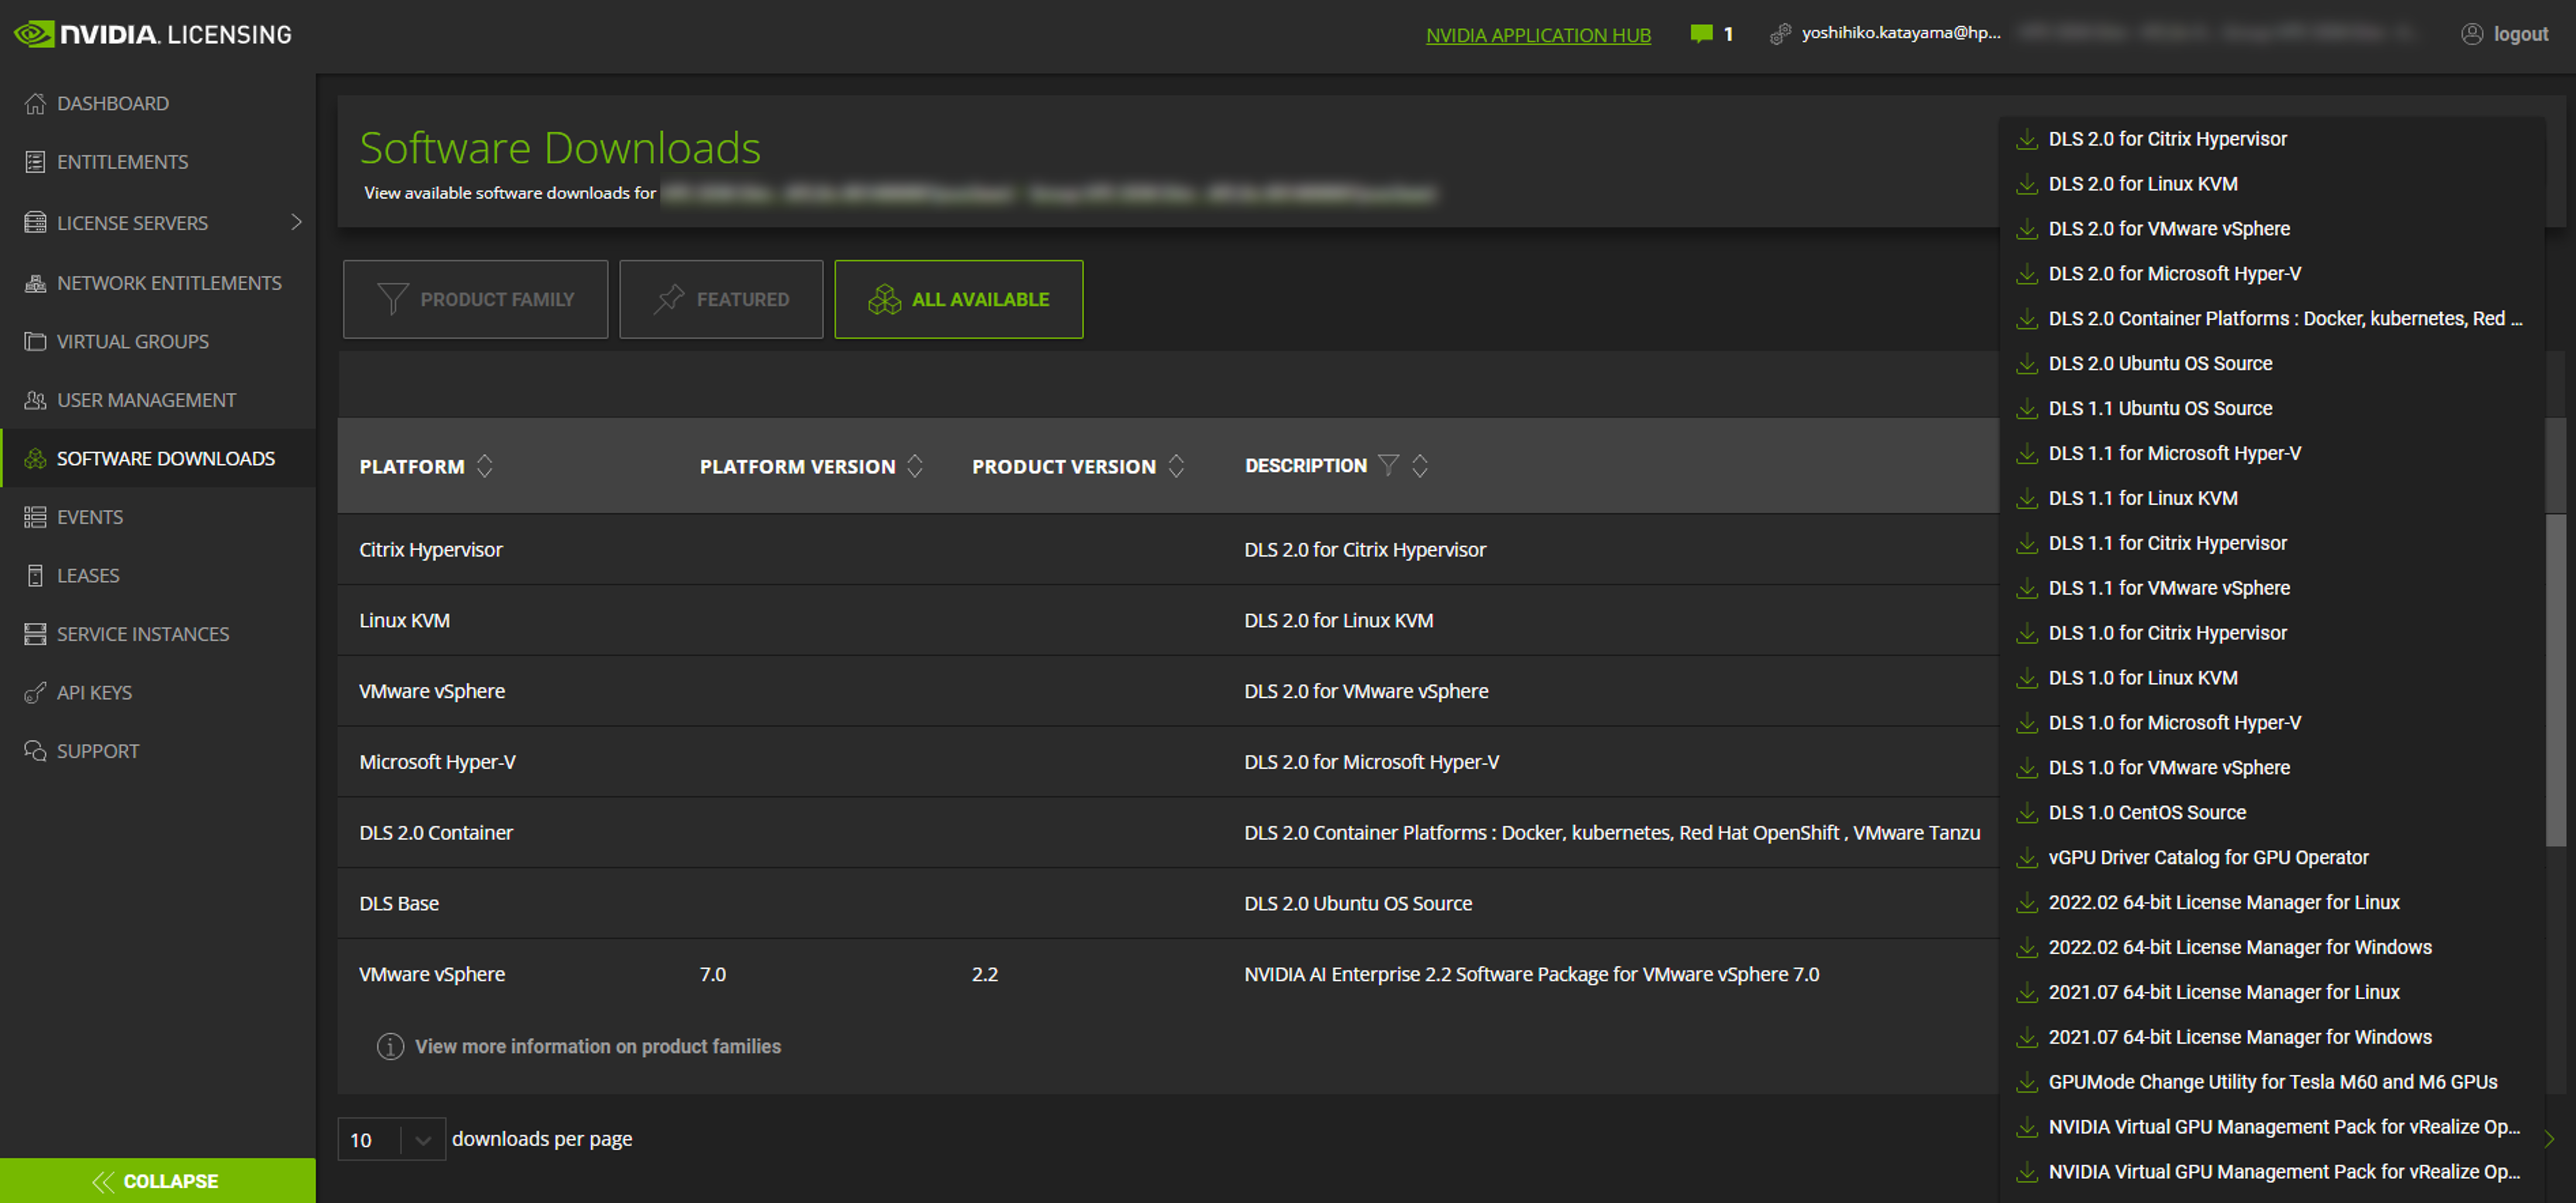 NVIDIA. LICENSING
NVIDIA APPLICATION HUB
1
yoshihiko.katayama@hp...
logout
DASHBOARD
ENTITLEMENTS
LICENSE SERVERS
NETWORK ENTITLEMENTS
VIRTUAL GROUPS
USER MANAGEMENT
SOFTWARE DOWNLOADS
EVENTS
LEASES
SERVICE INSTANCES
API KEYS
SUPPORT
COLLAPSE
Software Downloads
View available software downloads for
PRODUCT FAMILY
FEATURED
ALL AVAILABLE
PLATFORM PLATFORM VERSION PRODUCT VERSION DESCRIPTION
Citrix Hypervisor DLS 2.0 for Citrix Hypervisor
Linux KVM DLS 2.0 for Linux KVM
VMware vSphere DLS 2.0 for VMware vSphere
Microsoft Hyper-V DLS 2.0 for Microsoft Hyper-V
DLS 2.0 Container DLS 2.0 Container Platforms : Docker, kubernetes, Red Hat OpenShift , VMware Tanzu
DLS Base DLS 2.0 Ubuntu OS Source
VMware vSphere 7.0 2.2 NVIDIA AI Enterprise 2.2 Software Package for VMware vSphere 7.0
View more information on product families
10 downloads per page
DLS 2.0 for Citrix Hypervisor
DLS 2.0 for Linux KVM
DLS 2.0 for VMware vSphere
DLS 2.0 for Microsoft Hyper-V
DLS 2.0 Container Platforms : Docker, kubernetes, Red ...
DLS 2.0 Ubuntu OS Source
DLS 1.1 Ubuntu OS Source
DLS 1.1 for Microsoft Hyper-V
DLS 1.1 for Linux KVM
DLS 1.1 for Citrix Hypervisor
DLS 1.1 for VMware vSphere
DLS 1.0 for Citrix Hypervisor
DLS 1.0 for Linux KVM
DLS 1.0 for Microsoft Hyper-V
DLS 1.0 for VMware vSphere
DLS 1.0 CentOS Source
vGPU Driver Catalog for GPU Operator
2022.02 64-bit License Manager for Linux
2022.02 64-bit License Manager for Windows
2021.07 64-bit License Manager for Linux
2021.07 64-bit License Manager for Windows
GPUMode Change Utility for Tesla M60 and M6 GPUs
NVIDIA Virtual GPU Management Pack for vRealize Op...
NVIDIA Virtual GPU Management Pack for vRealize Op...